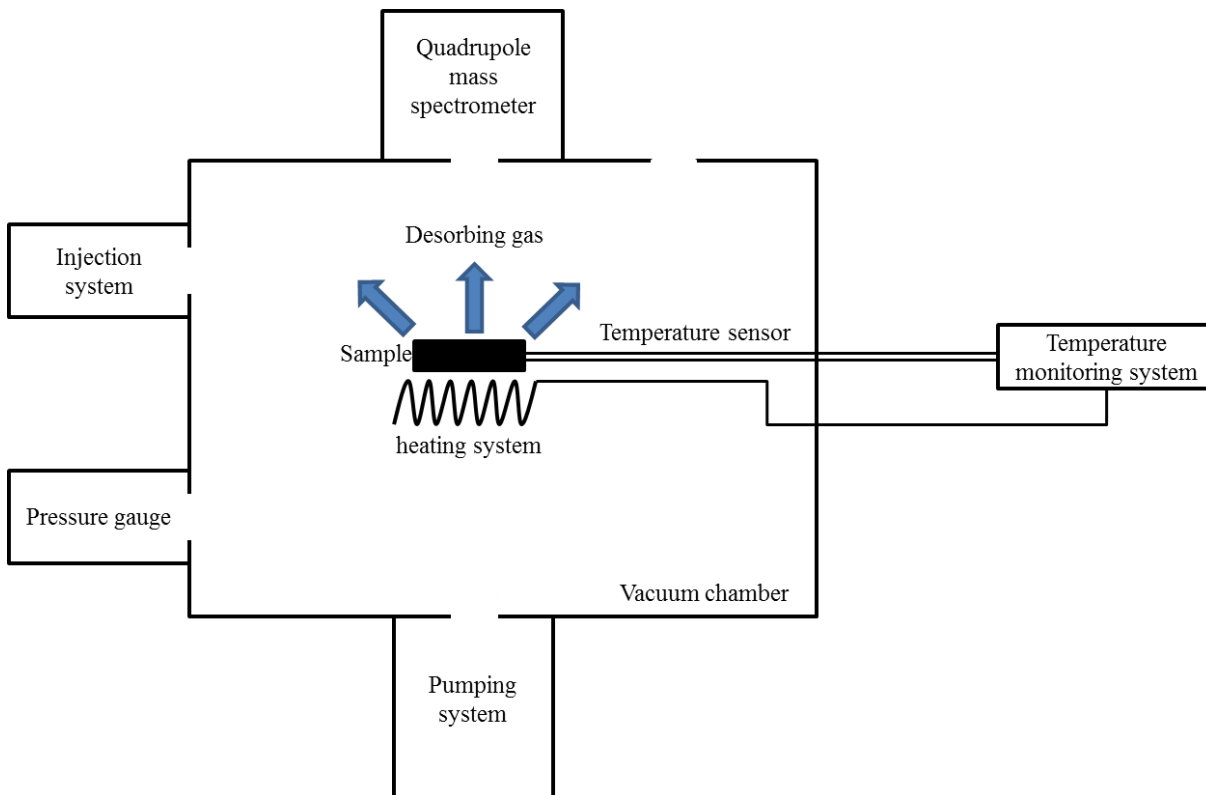 Quadrupole
mass
spectrometer
Injection
system
Desorbing gas
Temperature sensor
Sample
Temperature
monitoring system
heating system
Pressure gauge
Vacuum chamber
Pumping
system